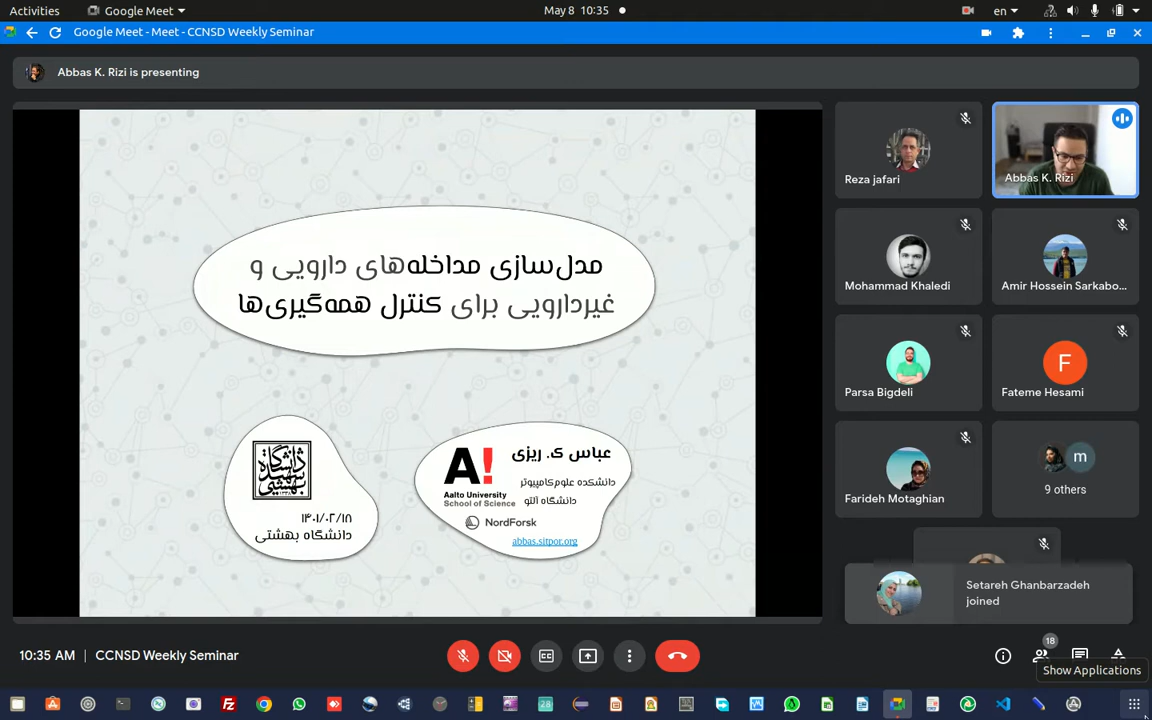 Activities
Google Meet
May 8 10:35
en
Google Meet - Meet - CCNSD Weekly Seminar
Abbas K. Rizi is presenting
مدل‌سازی مداخله‌های دارویی و
غیردارویی برای کنترل همه‌گیری‌ها
دانشگاه
شهید
بهشتی
۱۴۰۱/۰۲/۱۸
دانشگاه بهشتی
A!
Aalto University
School of Science
عباس ک. ریزی
دانشکده علوم‌کامپیوتر
دانشگاه آلتو
NordForsk
abbas.sitpor.org
Reza jafari
Abbas K. Rizi
Mohammad Khaledi
Amir Hossein Sarkabo...
Parsa Bigdeli
F
Fateme Hesami
Farideh Motaghian
m
9 others
Setareh Ghanbarzadeh
joined
10:35 AM | CCNSD Weekly Seminar
18
Show Applications